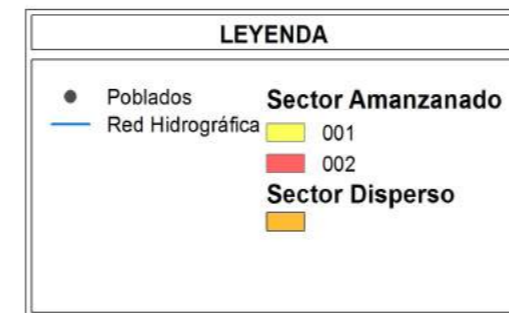 LEYENDA
Poblados
Red Hidrográfica
Sector Amanzanado
001
002
Sector Disperso